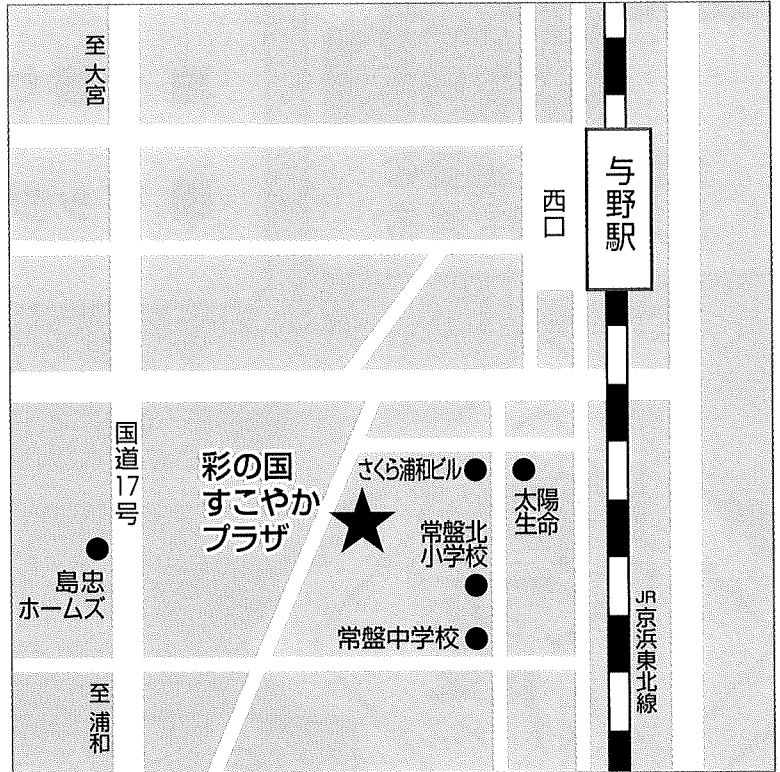 至 大宮
与野駅
西口
国道17号
彩の国
すこやか
プラザ
さくら浦和ビル
太陽
生命
常盤北
小学校
島忠
ホームズ
常盤中学校
JR京浜東北線
至 浦和